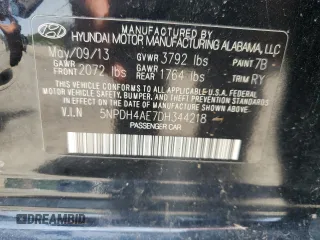 MANUFACTURED BY
HYUNDAI MOTOR MANUFACTURING ALABAMA, LLC
May/09/13 GVWR 3792 lbs PAINT 7B
GAWR FRONT 2072 lbs GAWR REAR 1764 lbs TRIM RY
THIS VEHICLE CONFORMS TO ALL APPLICABLE FEDERAL
MOTOR VEHICLE SAFETY, BUMPER, AND THEFT PREVENTION
STANDARDS IN EFFECT ON THE DATE OF MANUFACTURE
SHOWN ABOVE.
V.I.N 5NPDH4AE7DH344218
PASSENGER CAR
DREAMBID